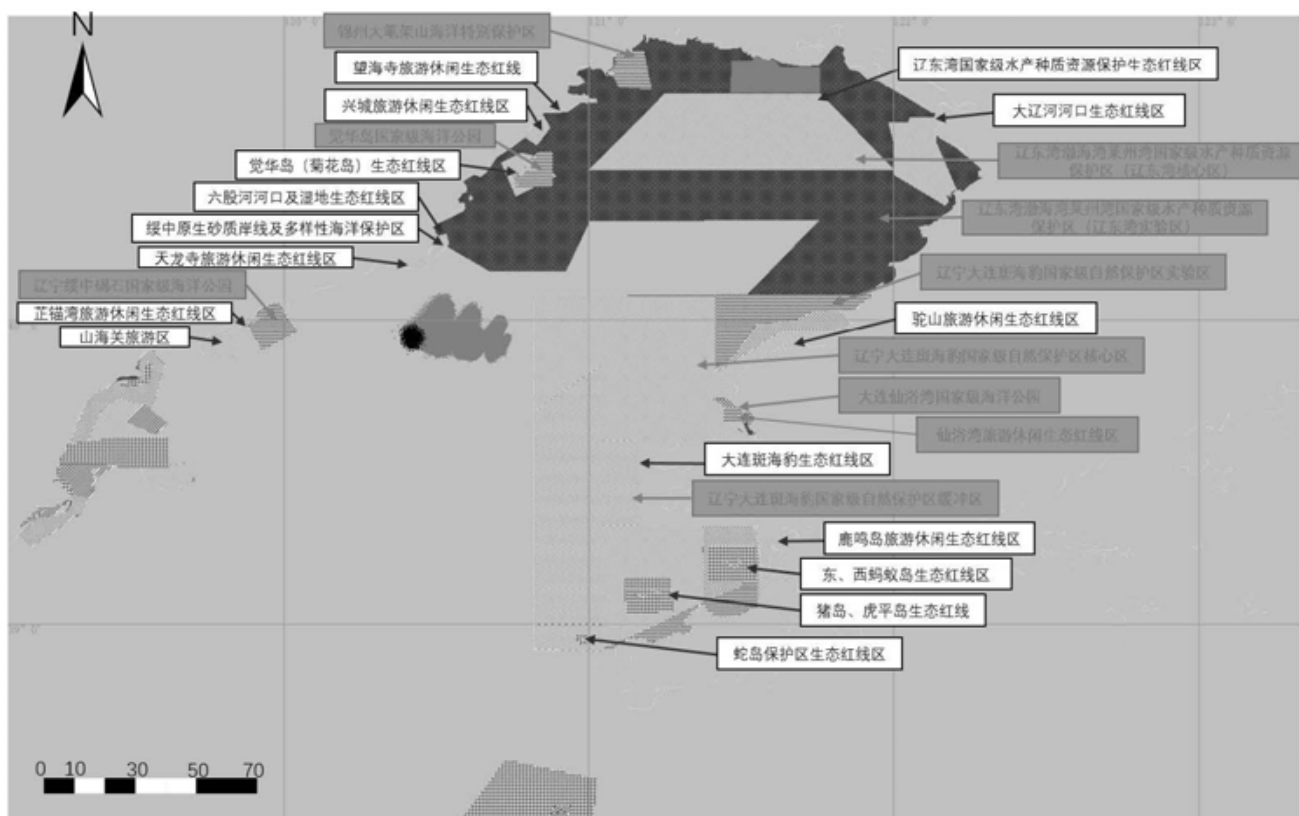 N
120° 0′
121° 0′
122° 0′
123° 0′
锦州大笔架山海洋特别保护区
望海寺旅游休闲生态红线
兴城旅游休闲生态红线区
觉华岛国家级海洋公园
觉华岛（菊花岛）生态红线区
六股河河口及湿地生态红线区
绥中原生砂质岸线及多样性海洋保护区
天龙寺旅游休闲生态红线区
辽宁绥中碣石国家级海洋公园
芷锚湾旅游休闲生态红线区
山海关旅游区
辽东湾国家级水产种质资源保护生态红线区
大辽河河口生态红线区
辽东湾渤海湾莱州湾国家级水产种质资源
保护区（辽东湾核心区）
辽东湾渤海湾莱州湾国家级水产种质资源
保护区（辽东湾实验区）
辽宁大连斑海豹国家级自然保护区实验区
驼山旅游休闲生态红线区
辽宁大连斑海豹国家级自然保护区核心区
大连仙浴湾国家级海洋公园
仙浴湾旅游休闲生态红线区
大连斑海豹生态红线区
辽宁大连斑海豹国家级自然保护区缓冲区
鹿鸣岛旅游休闲生态红线区
东、西蚂蚁岛生态红线区
猪岛、虎平岛生态红线
蛇岛保护区生态红线区
0 10 30 50 70